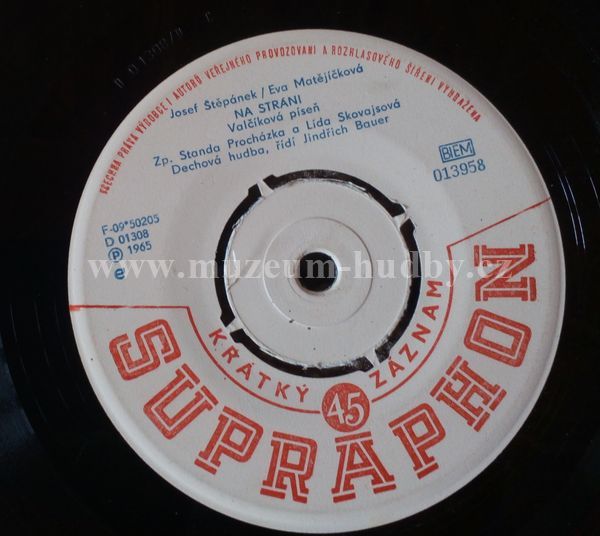 VŠECHNA PRÁVA VÝROBCE I AUTORŮ VEŘEJNÉHO PROVOZOVÁNÍ A ROZHLASOVÉHO ŠÍŘENÍ VYHRAZENA
Josef Štěpánek / Eva Matějíčková
NA STRÁNI
Valčíková píseň
Zp. Standa Procházka a Lída Skovajsová
Dechová hudba, řídí Jindřich Bauer
BIEM
013958
F-09*50205
D 01308
Ⓟ 1965
e
www.muzeum-hudby.cz
KRÁTKÝ 45 ZÁZNAM
SUPRAPHON